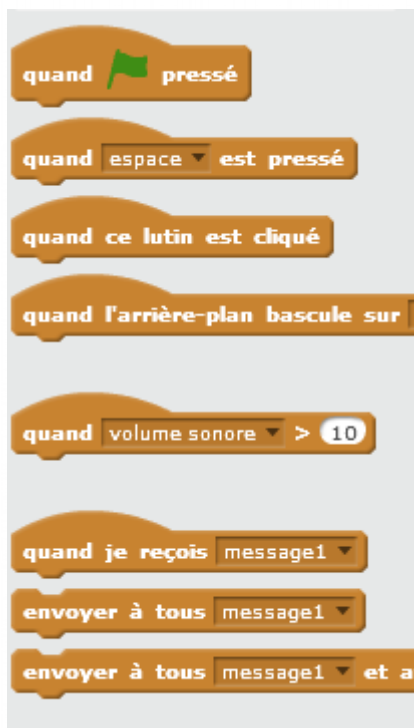 quand pressé
quand espace est pressé
quand ce lutin est cliqué
quand l'arrière-plan bascule sur
quand volume sonore > 10
quand je reçois message1
envoyer à tous message1
envoyer à tous message1 et